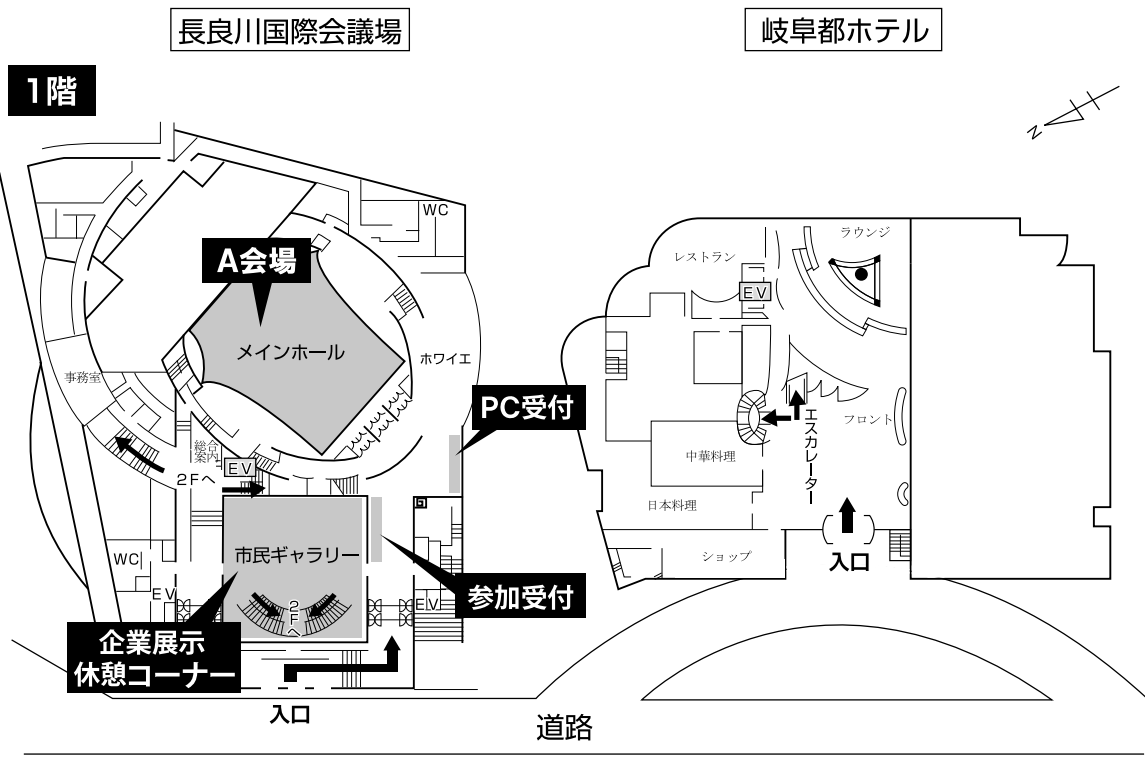 長良川国際会議場
岐阜都ホテル
1階
N
WC
A会場
メインホール
ホワイエ
事務室
PC受付
総合
案内
EV
2Fへ
市民ギャラリー
WC
EV
2Fへ
EV
参加受付
企業展示
休憩コーナー
入口
レストラン
ラウンジ
EV
エスカレーター
フロント
中華料理
日本料理
ショップ
入口
道路